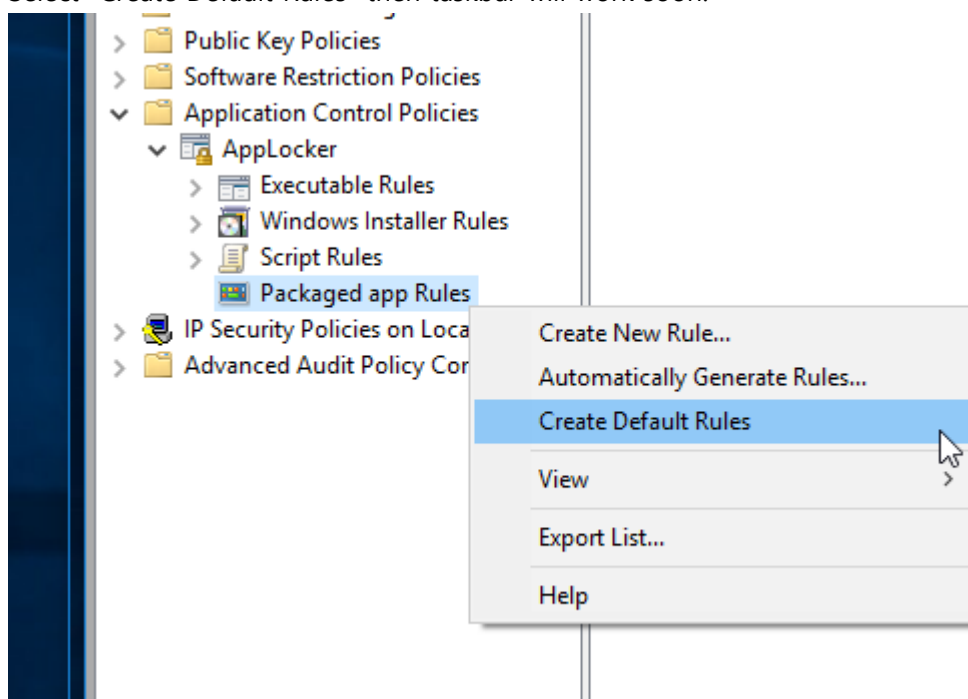 Public Key Policies
Software Restriction Policies
Application Control Policies
AppLocker
Executable Rules
Windows Installer Rules
Script Rules
Packaged app Rules
IP Security Policies on Loca
Advanced Audit Policy Cor
Create New Rule...
Automatically Generate Rules...
Create Default Rules
View
Export List...
Help